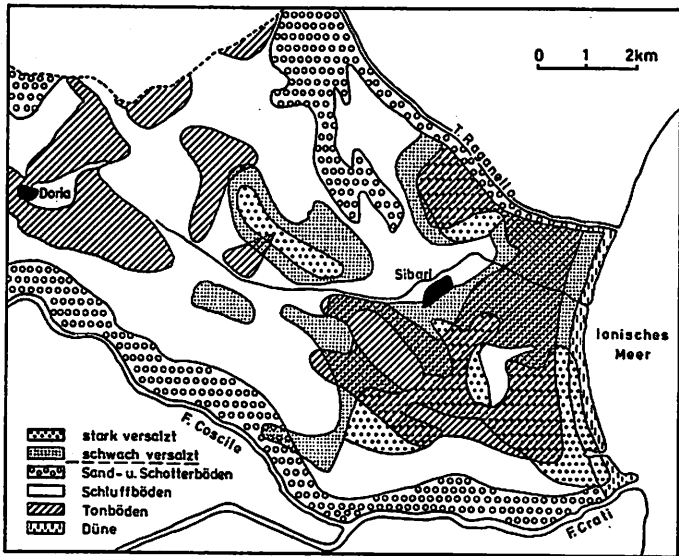 0 1 2km
T. Raganello
Doria
Sibari
Ionisches
Meer
F. Coscile
F. Crati
stark versalzt
schwach versalzt
Sand- u. Schotterböden
Schluffböden
Tonböden
Düne